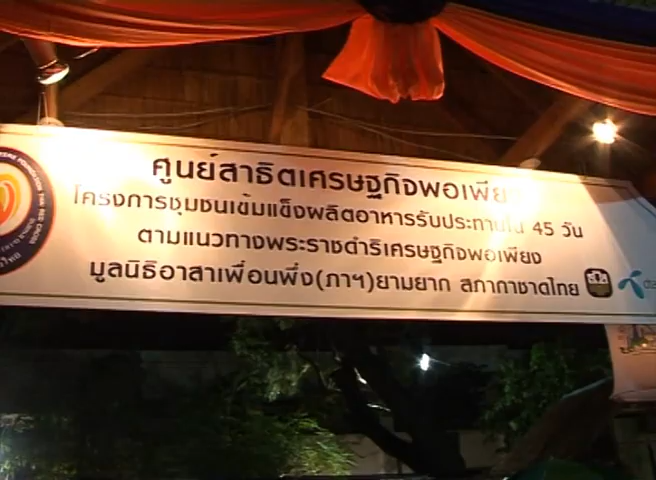 ศูนย์สาธิตเศรษฐกิจพอเพียง
โครงการชุมชนเข้มแข็งผลิตอาหารรับประทานใน 45 วัน
ตามแนวทางพระราชดำริเศรษฐกิจพอเพียง
มูลนิธิอาสาเพื่อนพึ่ง(ภาฯ)ยามยาก สภากาชาดไทย